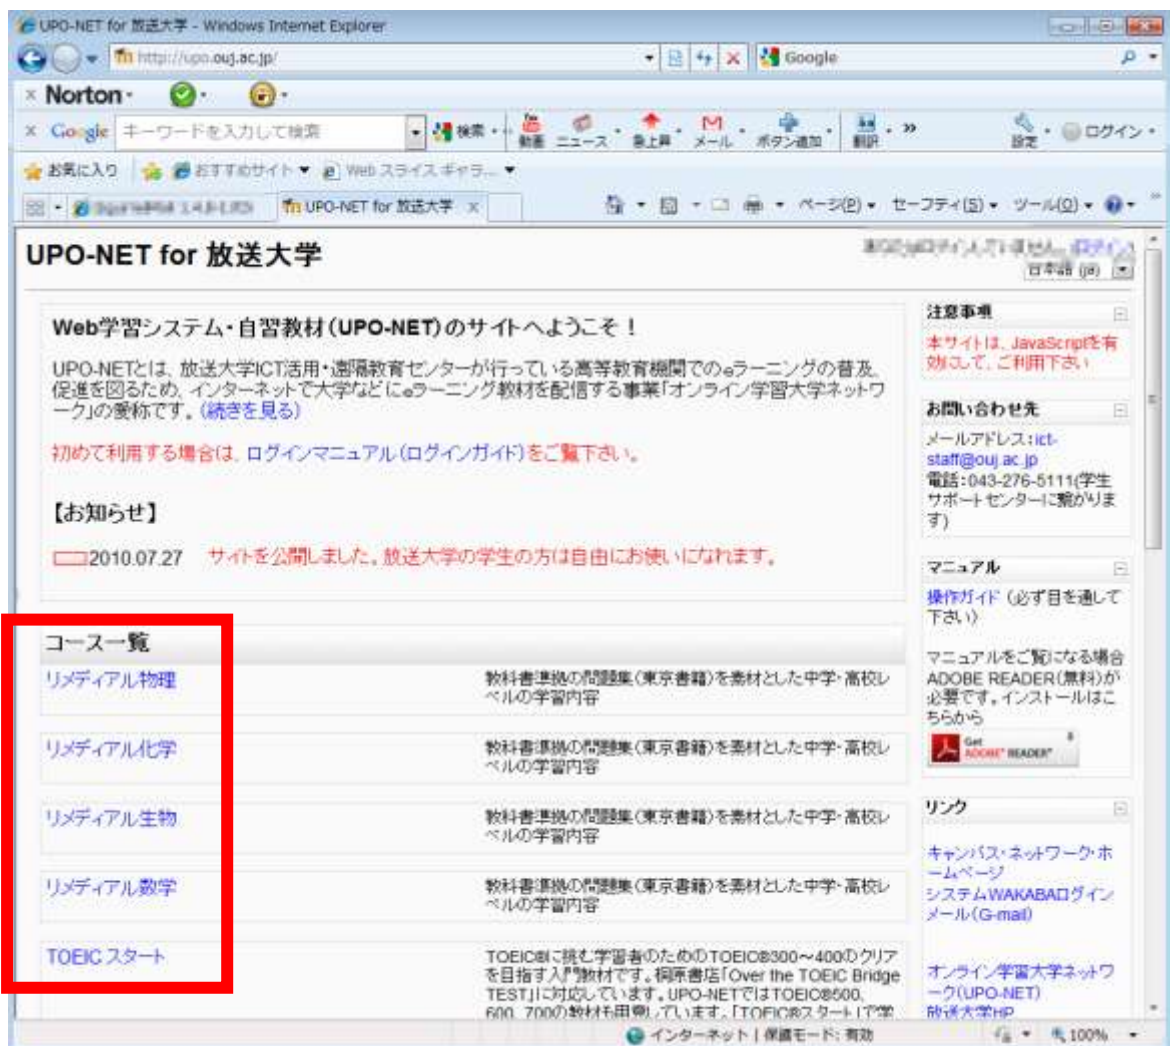 UPO-NET for 放送大学 - Windows Internet Explorer
http://upo.ouj.ac.jp/
Google
× Norton
× Google キーワードを入力して検索 検索 動画 ニュース 急上昇 メール ボタン追加 翻訳 » 設定 ログイン
お気に入り おすすめサイト Web スライス ギャラ...
UPO-NET for 放送大学 × ページ(P) セーフティ(S) ツール(O) »
UPO-NET for 放送大学
日本語 (ja)
Web学習システム・自習教材(UPO-NET)のサイトへようこそ！
UPO-NETとは、放送大学ICT活用・遠隔教育センターが行っている高等教育機関でのeラーニングの普及、
促進を図るため、インターネットで大学などにeラーニング教材を配信する事業「オンライン学習大学ネットワ
ーク」の愛称です。(続きを見る)
初めて利用する場合は、ログインマニュアル(ログインガイド)をご覧下さい。
【お知らせ】
2010.07.27 サイトを公開しました。放送大学の学生の方は自由にお使いになれます。
コース一覧
リメディアル物理
教科書準拠の問題集(東京書籍)を素材とした中学・高校レ
ベルの学習内容
リメディアル化学
教科書準拠の問題集(東京書籍)を素材とした中学・高校レ
ベルの学習内容
リメディアル生物
教科書準拠の問題集(東京書籍)を素材とした中学・高校レ
ベルの学習内容
リメディアル数学
教科書準拠の問題集(東京書籍)を素材とした中学・高校レ
ベルの学習内容
TOEIC スタート
TOEIC®に挑む学習者のためのTOEIC®300～400のクリア
を目指す入門教材です。桐原書店「Over the TOEIC Bridge
TEST」に対応しています。UPO-NETではTOEIC®500、
600、700の教材も用意しています。「TOEIC®スタート」で学
注意事項
本サイトは、JavaScriptを有
効にして、ご利用下さい
お問い合わせ先
メールアドレス:ict-
staff@ouj.ac.jp
電話:043-276-5111(学生
サポートセンターに繋がりま
す)
マニュアル
操作ガイド (必ず目を通して
下さい)
マニュアルをご覧になる場合
ADOBE READER(無料)が
必要です。インストールはこ
ちらから
Get
ADOBE® READER®
リンク
キャンパス・ネットワーク・ホ
ームページ
システムWAKABAログイン
メール(G-mail)
オンライン学習大学ネットワ
ーク(UPO-NET)
放送大学HP
インターネット | 保護モード: 有効
100%